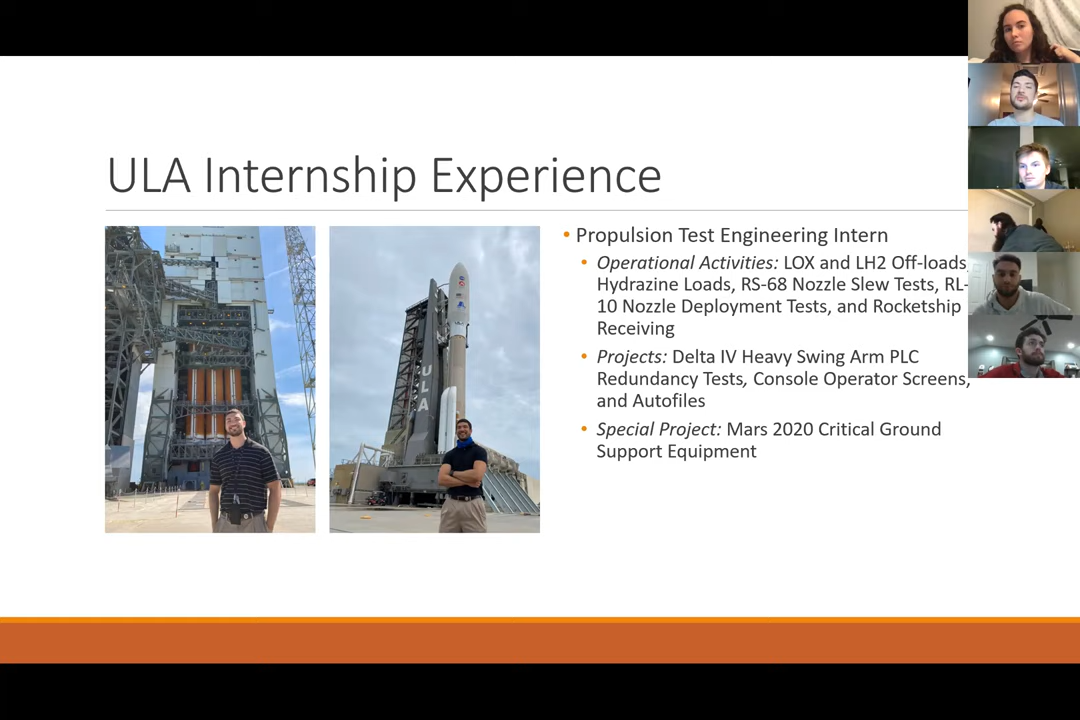 ULA Internship Experience
ULA
• Propulsion Test Engineering Intern
• Operational Activities: LOX and LH2 Off-loads,
Hydrazine Loads, RS-68 Nozzle Slew Tests, RL-
10 Nozzle Deployment Tests, and Rocketship
Receiving
• Projects: Delta IV Heavy Swing Arm PLC
Redundancy Tests, Console Operator Screens,
and Autofiles
• Special Project: Mars 2020 Critical Ground
Support Equipment